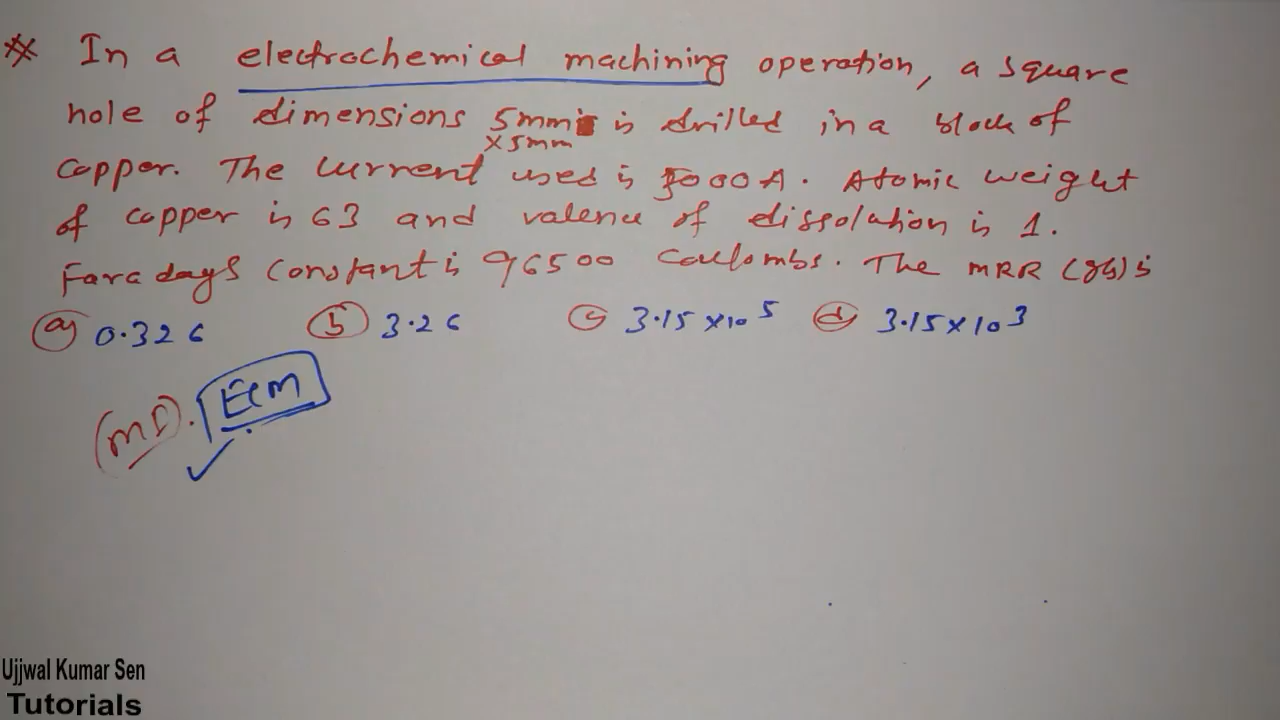 * In a electrochemical machining operation, a square
hole of dimensions 5mm is drilled in a block of
× 5mm
copper. The current used is 5000A. Atomic weight
of copper is 63 and valence of dissolution is 1.
Faradays constant is 96500 Coulombs. The MRR (g/s) is
(a) 0.326 (b) 3.26 (c) 3.15 × 10^5 (d) 3.15 × 10^3
ECM
Ujjwal Kumar Sen
Tutorials